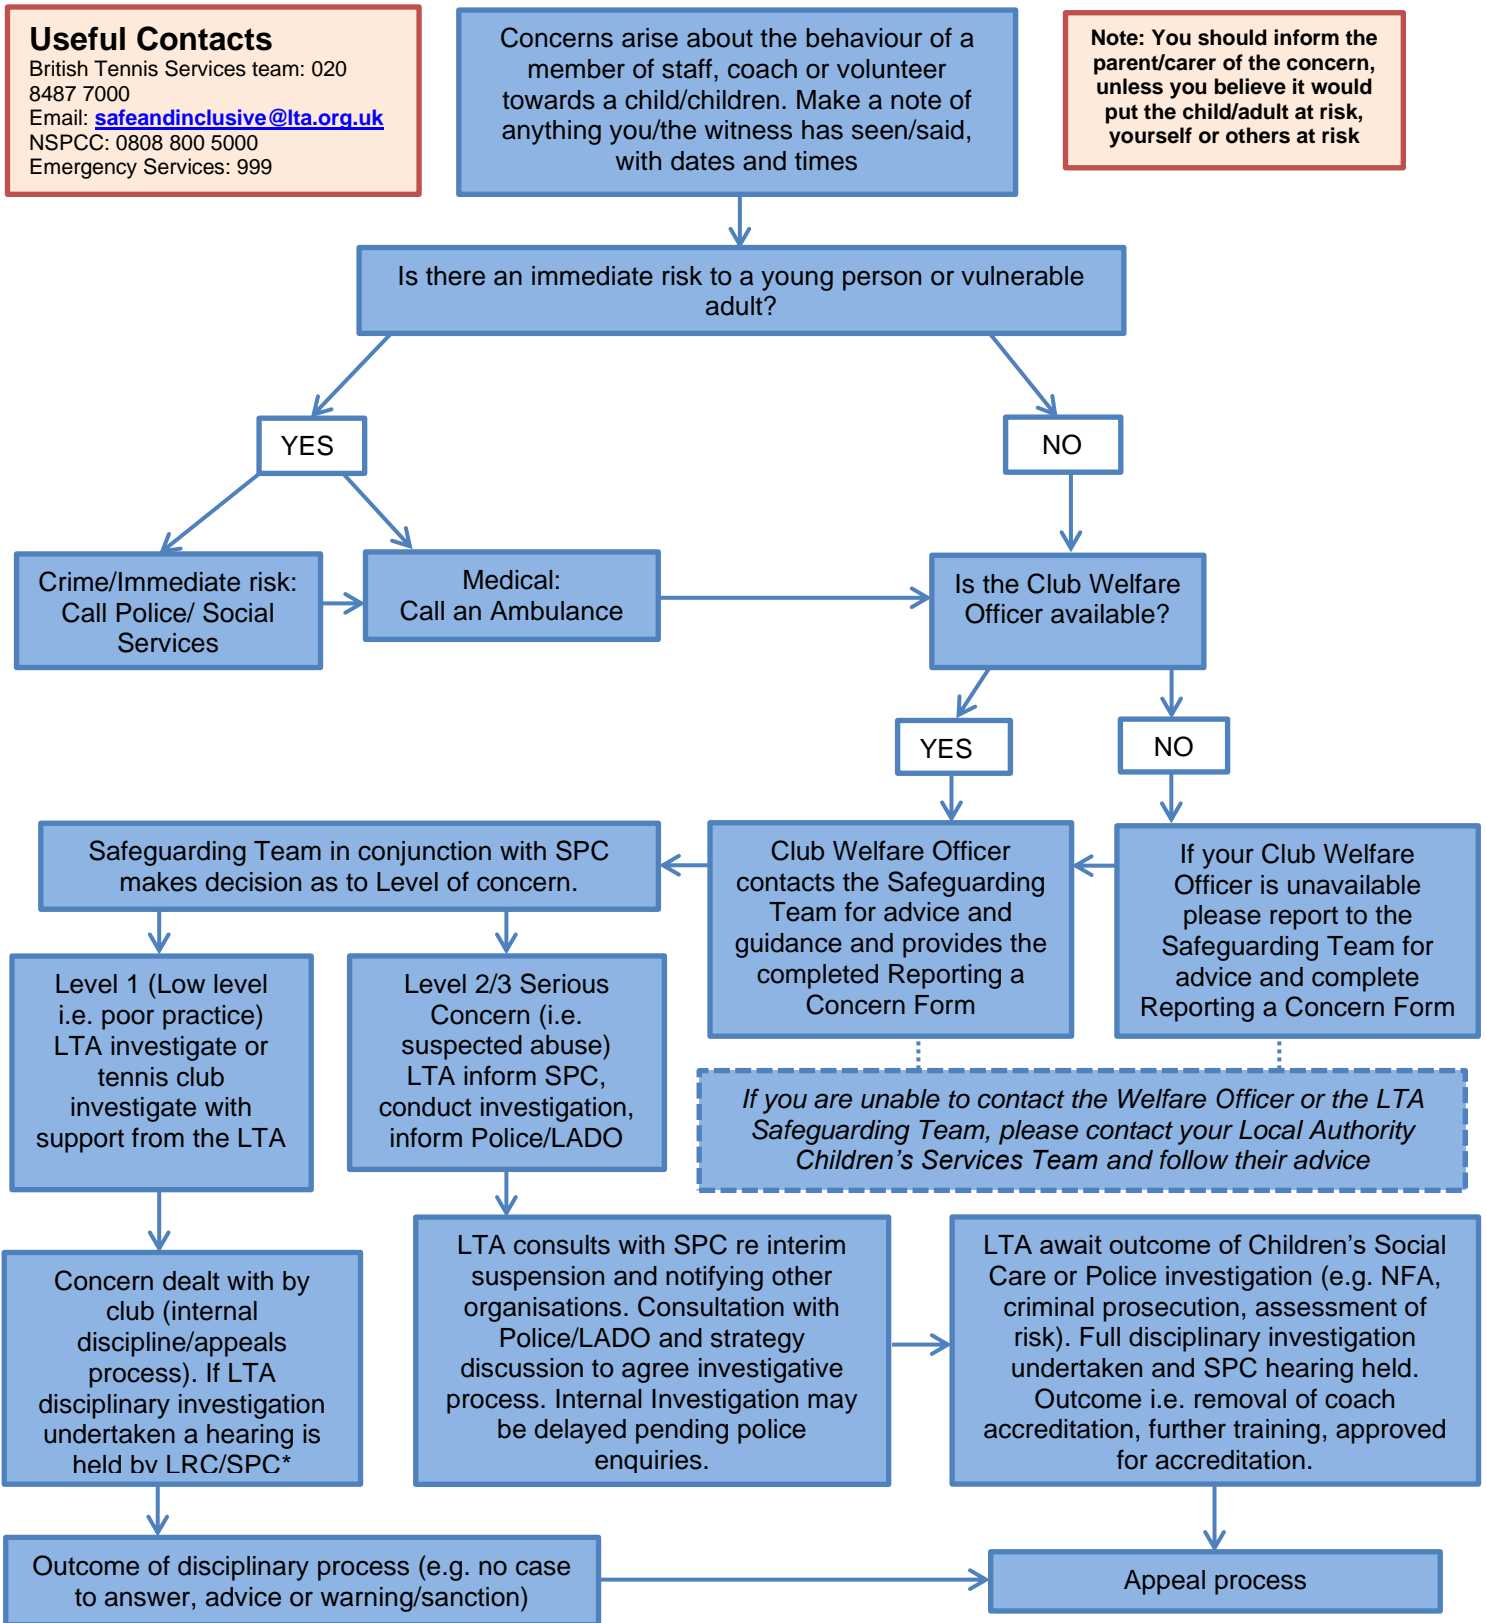 Useful Contacts
British Tennis Services team: 020
8487 7000
Email: safeandinclusive@lta.org.uk
NSPCC: 0808 800 5000
Emergency Services: 999
Concerns arise about the behaviour of a
member of staff, coach or volunteer
towards a child/children. Make a note of
anything you/the witness has seen/said,
with dates and times
Note: You should inform the
parent/carer of the concern,
unless you believe it would
put the child/adult at risk,
yourself or others at risk
Is there an immediate risk to a young person or vulnerable
adult?
YES
NO
Crime/Immediate risk:
Call Police/ Social
Services
Medical:
Call an Ambulance
Is the Club Welfare
Officer available?
YES
NO
Safeguarding Team in conjunction with SPC
makes decision as to Level of concern.
Club Welfare Officer
contacts the Safeguarding
Team for advice and
guidance and provides the
completed Reporting a
Concern Form
If your Club Welfare
Officer is unavailable
please report to the
Safeguarding Team for
advice and complete
Reporting a Concern Form
Level 1 (Low level
i.e. poor practice)
LTA investigate or
tennis club
investigate with
support from the LTA
Level 2/3 Serious
Concern (i.e.
suspected abuse)
LTA inform SPC,
conduct investigation,
inform Police/LADO
If you are unable to contact the Welfare Officer or the LTA
Safeguarding Team, please contact your Local Authority
Children's Services Team and follow their advice
Concern dealt with by
club (internal
discipline/appeals
process). If LTA
disciplinary investigation
undertaken a hearing is
held by LRC/SPC*
LTA consults with SPC re interim
suspension and notifying other
organisations. Consultation with
Police/LADO and strategy
discussion to agree investigative
process. Internal Investigation may
be delayed pending police
enquiries.
LTA await outcome of Children's Social
Care or Police investigation (e.g. NFA,
criminal prosecution, assessment of
risk). Full disciplinary investigation
undertaken and SPC hearing held.
Outcome i.e. removal of coach
accreditation, further training, approved
for accreditation.
Outcome of disciplinary process (e.g. no case
to answer, advice or warning/sanction)
Appeal process